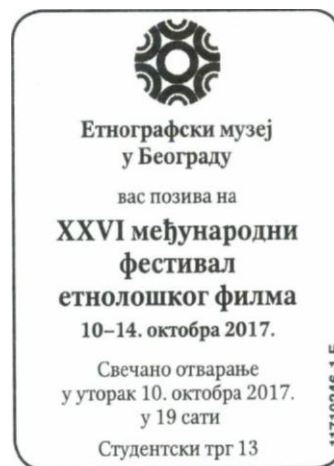 Етнографски музеј
у Београду
вас позива на
XXVI међународни
фестивал
етнолошког филма
10–14. октобра 2017.
Свечано отварање
у уторак 10. октобра 2017.
у 19 сати
Студентски трг 13